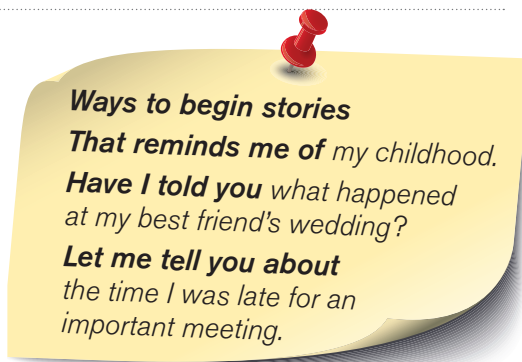 Ways to begin stories
That reminds me of my childhood.
Have I told you what happened
at my best friend's wedding?
Let me tell you about
the time I was late for an
important meeting.